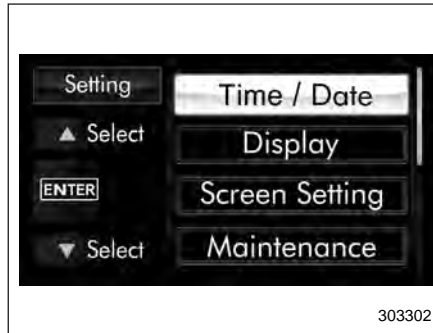 Setting
▲ Select
ENTER
▼ Select
Time / Date
Display
Screen Setting
Maintenance
303302